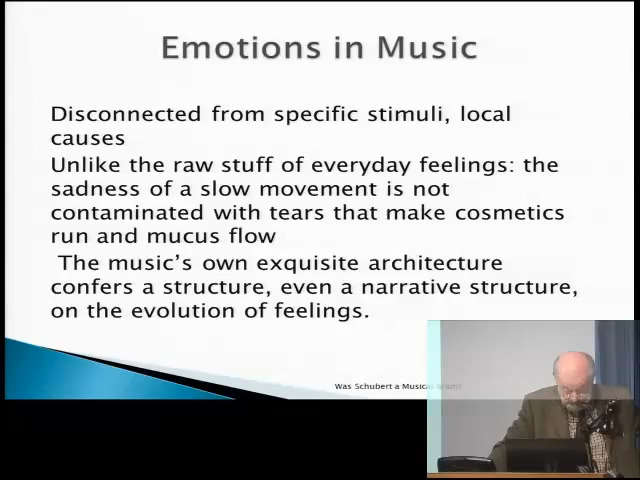 Emotions in Music
Disconnected from specific stimuli, local
causes
Unlike the raw stuff of everyday feelings: the
sadness of a slow movement is not
contaminated with tears that make cosmetics
run and mucus flow
The music's own exquisite architecture
confers a structure, even a narrative structure,
on the evolution of feelings.
Was Schubert a Musical